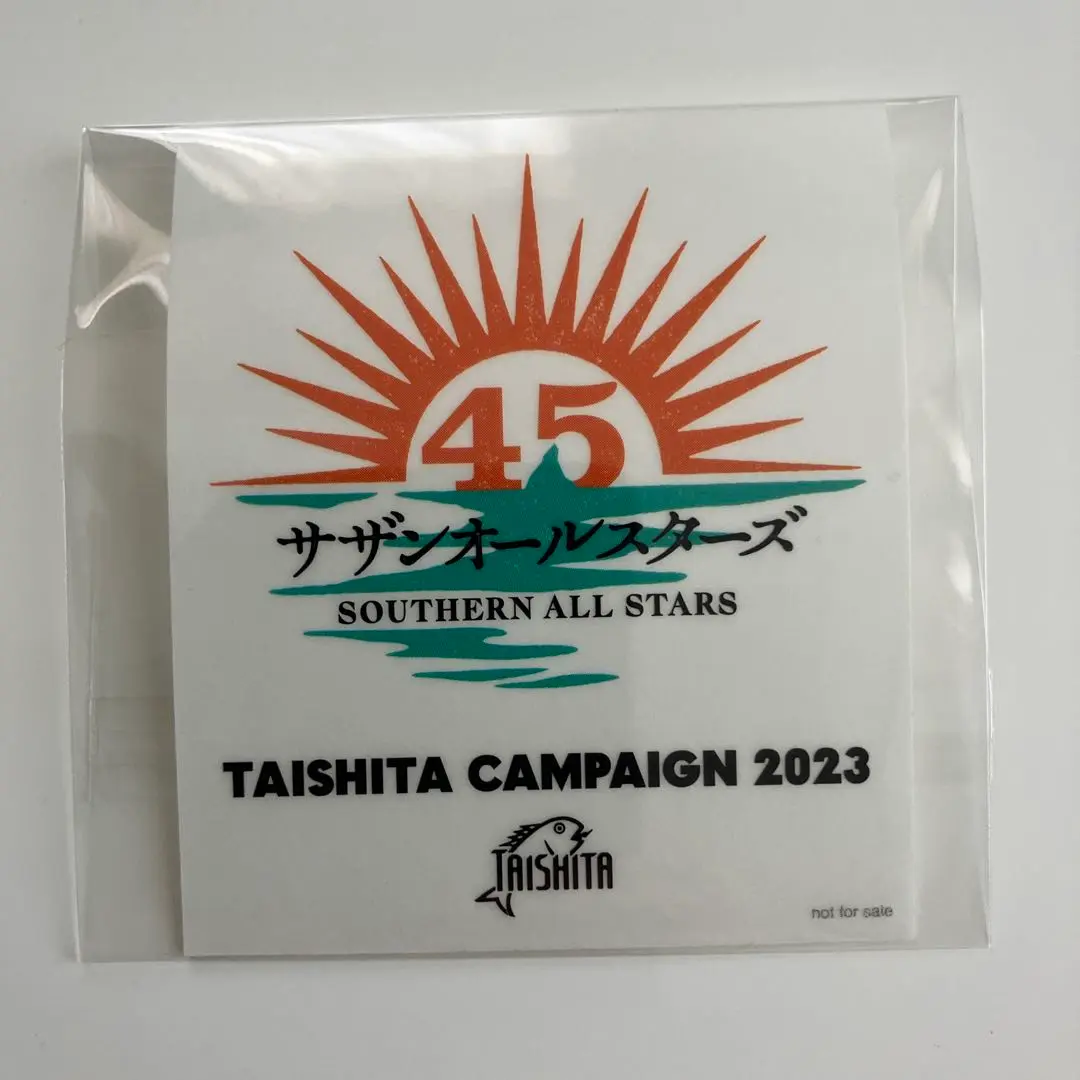 45
サザンオールスターズ
SOUTHERN ALL STARS
TAISHITA CAMPAIGN 2023
TAISHITA
not for sale